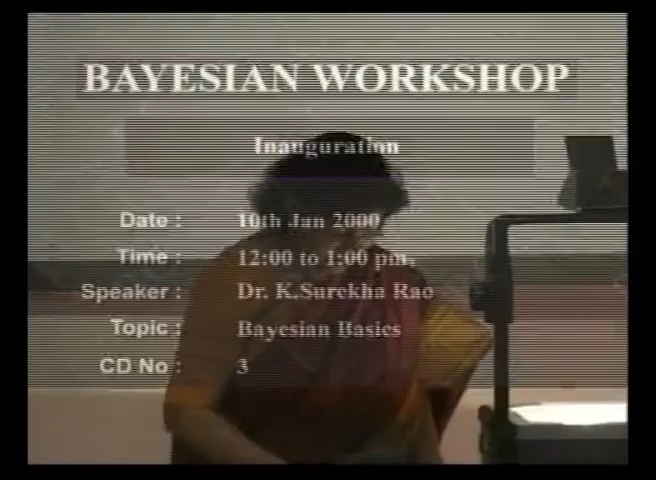 BAYESIAN WORKSHOP
Inauguration
Date : 10th Jan 2000
Time : 12:00 to 1:00 pm.
Speaker : Dr. K.Surekha Rao
Topic : Bayesian Basics
CD No : 3